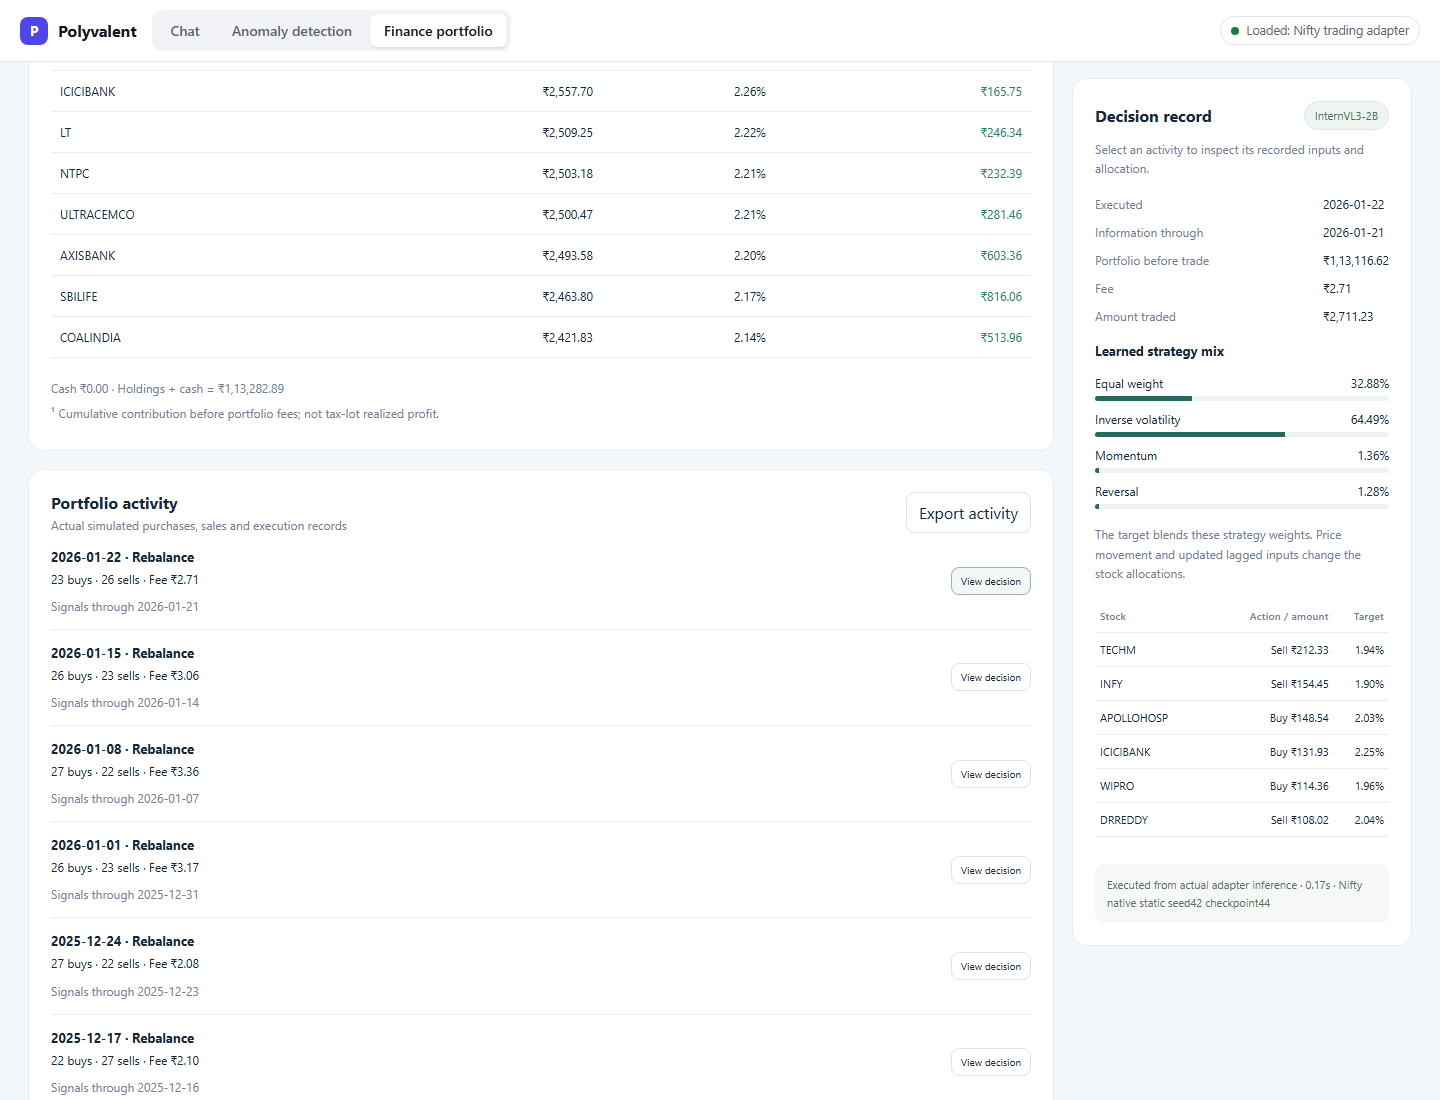 P Polyvalent Chat Anomaly detection Finance portfolio Loaded: Nifty trading adapter
ICICIBANK ₹2,557.70 2.26% ₹165.75
LT ₹2,509.25 2.22% ₹246.34
NTPC ₹2,503.18 2.21% ₹232.39
ULTRACEMCO ₹2,500.47 2.21% ₹281.46
AXISBANK ₹2,493.58 2.20% ₹603.36
SBILIFE ₹2,463.80 2.17% ₹816.06
COALINDIA ₹2,421.83 2.14% ₹513.96
Cash ₹0.00 · Holdings + cash = ₹1,13,282.89
¹ Cumulative contribution before portfolio fees; not tax-lot realized profit.
Portfolio activity
Actual simulated purchases, sales and execution records
Export activity
2026-01-22 · Rebalance
23 buys · 26 sells · Fee ₹2.71
View decision
Signals through 2026-01-21
2026-01-15 · Rebalance
26 buys · 23 sells · Fee ₹3.06
View decision
Signals through 2026-01-14
2026-01-08 · Rebalance
27 buys · 22 sells · Fee ₹3.36
View decision
Signals through 2026-01-07
2026-01-01 · Rebalance
26 buys · 23 sells · Fee ₹3.17
View decision
Signals through 2025-12-31
2025-12-24 · Rebalance
27 buys · 22 sells · Fee ₹2.08
View decision
Signals through 2025-12-23
2025-12-17 · Rebalance
22 buys · 27 sells · Fee ₹2.10
View decision
Signals through 2025-12-16
Decision record InternVL3-2B
Select an activity to inspect its recorded inputs and
allocation.
Executed 2026-01-22
Information through 2026-01-21
Portfolio before trade ₹1,13,116.62
Fee ₹2.71
Amount traded ₹2,711.23
Learned strategy mix
Equal weight 32.88%
Inverse volatility 64.49%
Momentum 1.36%
Reversal 1.28%
The target blends these strategy weights. Price
movement and updated lagged inputs change the
stock allocations.
Stock Action / amount Target
TECHM Sell ₹212.33 1.94%
INFY Sell ₹154.45 1.90%
APOLLOHOSP Buy ₹148.54 2.03%
ICICIBANK Buy ₹131.93 2.25%
WIPRO Buy ₹114.36 1.96%
DRREDDY Sell ₹108.02 2.04%
Executed from actual adapter inference · 0.17s · Nifty
native static seed42 checkpoint44